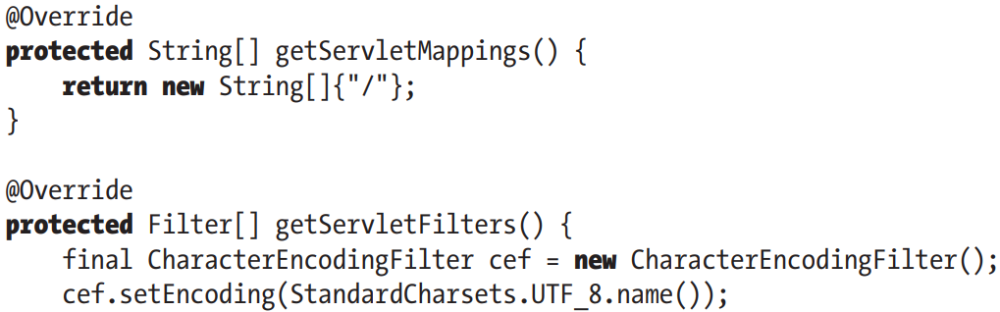 @Override
protected String[] getServletMappings() {
    return new String[]{"/"};
}

@Override
protected Filter[] getServletFilters() {
    final CharacterEncodingFilter cef = new CharacterEncodingFilter();
    cef.setEncoding(StandardCharsets.UTF_8.name());